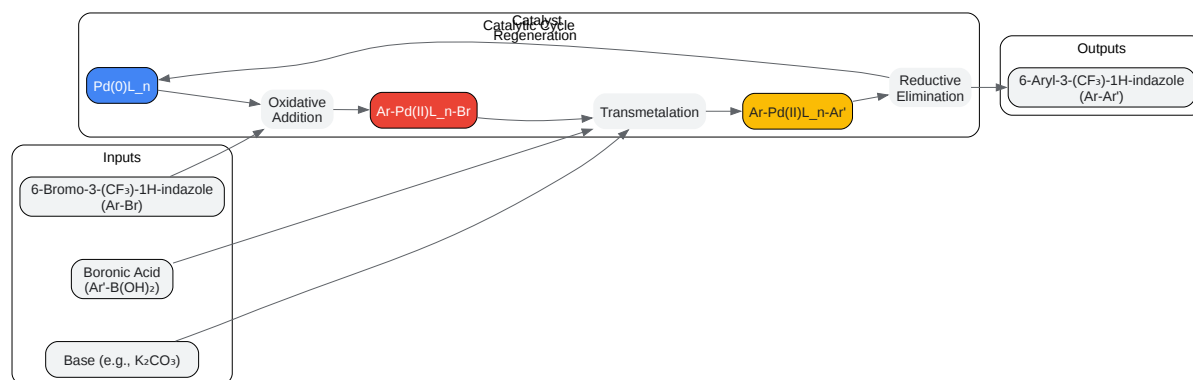 Catalytic Cycle
Catalyst
Regeneration
Pd(0)L_n
Oxidative
Addition
Ar-Pd(II)L_n-Br
Transmetalation
Ar-Pd(II)L_n-Ar'
Reductive
Elimination
Outputs
6-Aryl-3-(CF₃)-1H-indazole
(Ar-Ar')
Inputs
6-Bromo-3-(CF₃)-1H-indazole
(Ar-Br)
Boronic Acid
(Ar'-B(OH)₂)
Base (e.g., K₂CO₃)